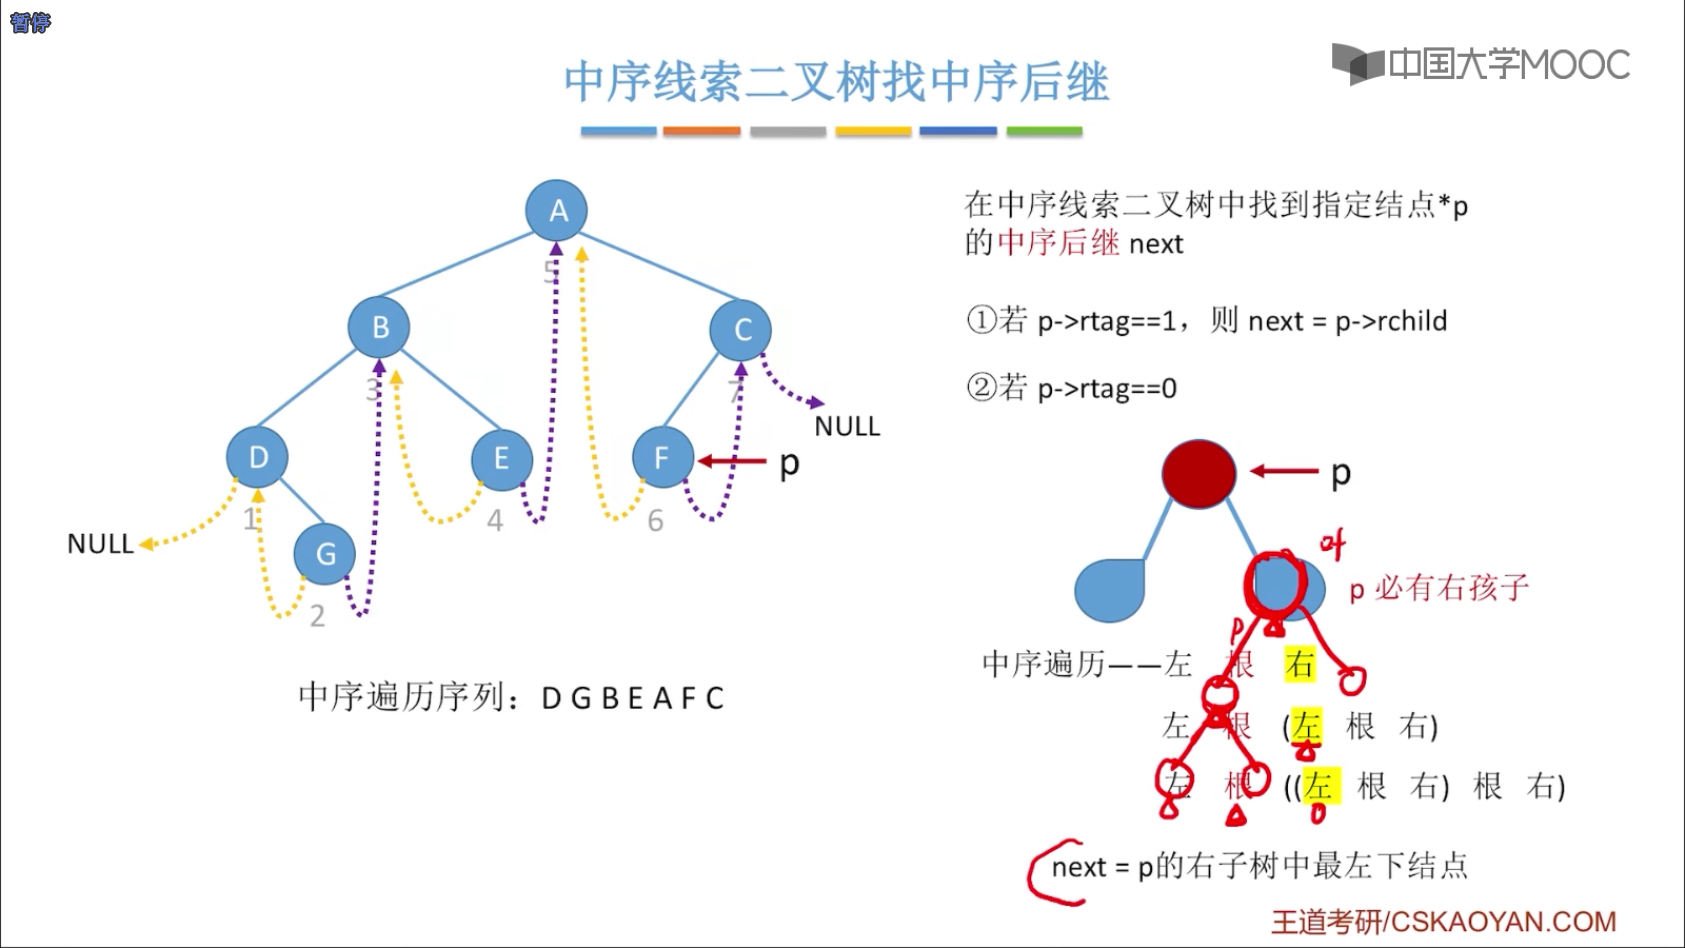 暂停
中国大学MOOC
中序线索二叉树找中序后继
A
5
B
3
C
7
NULL
D
1
E
4
F
6
p
NULL
G
2
中序遍历序列：D G B E A F C
在中序线索二叉树中找到指定结点*p
的中序后继 next
①若 p->rtag==1，则 next = p->rchild
②若 p->rtag==0
p
p 必有右孩子
p
中序遍历——左 根 右
左 根 (左 根 右)
左 根 ((左 根 右) 根 右)
next = p的右子树中最左下结点
王道考研/CSKAOYAN.COM